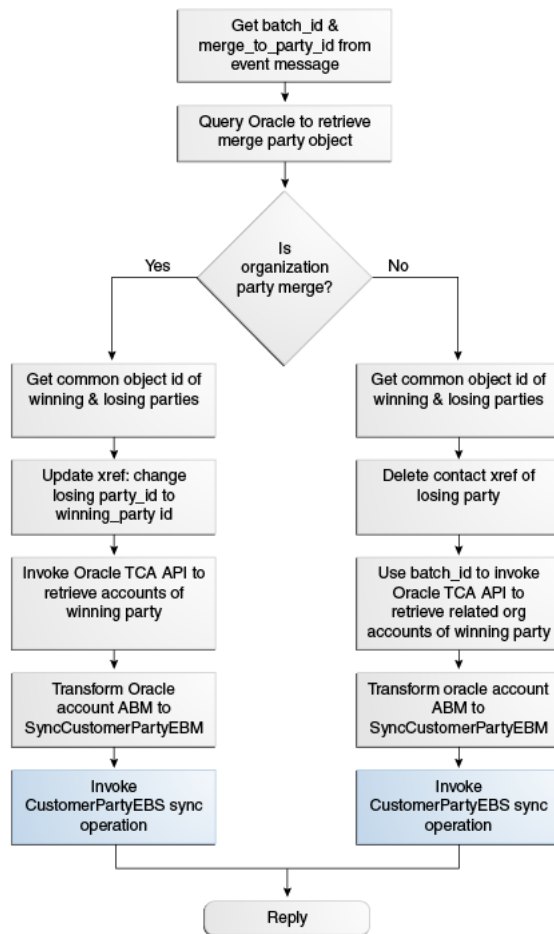 Get batch_id &
merge_to_party_id from
event message
Query Oracle to retrieve
merge party object
Is
organization
party merge?
Yes
No
Get common object id of
winning & losing parties
Update xref: change
losing party_id to
winning_party id
Invoke Oracle TCA API to
retrieve accounts of
winning party
Transform Oracle
account ABM to
SyncCustomerPartyEBM
Invoke
CustomerPartyEBS sync
operation
Get common object id of
winning & losing parties
Delete contact xref of
losing party
Use batch_id to invoke
Oracle TCA API to
retrieve related org
accounts of winning party
Transform oracle account
ABM to
SyncCustomerPartyEBM
Invoke
CustomerPartyEBS sync
operation
Reply